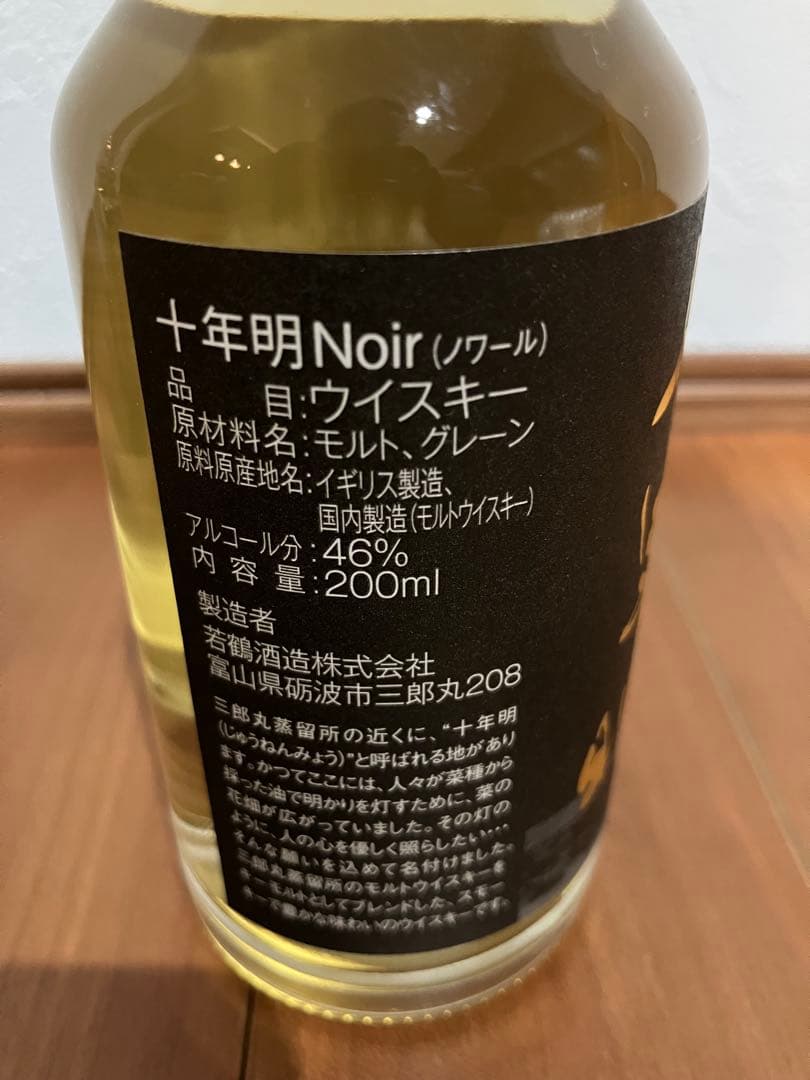 十年明Noir(ノワール)
品目:ウイスキー
原材料名:モルト、グレーン
原料原産地名:イギリス製造、
国内製造(モルトウイスキー)
アルコール分:46%
内容量:200ml
製造者
若鶴酒造株式会社
富山県砺波市三郎丸208
三郎丸蒸留所の近くに、“十年明
(じゅうねんみょう)”と呼ばれる地があり
ます。かつてここには、人々が菜種から
採った油で明かりを灯すために、菜の
花畑が広がっていました。その灯の
ように、人の心を優しく照らしたい…
そんな願いを込めて名付けました。
三郎丸蒸留所のモルトウイスキーを
キーモルトとしてブレンドした、スモー
キーで豊かな味わいのウイスキーです。